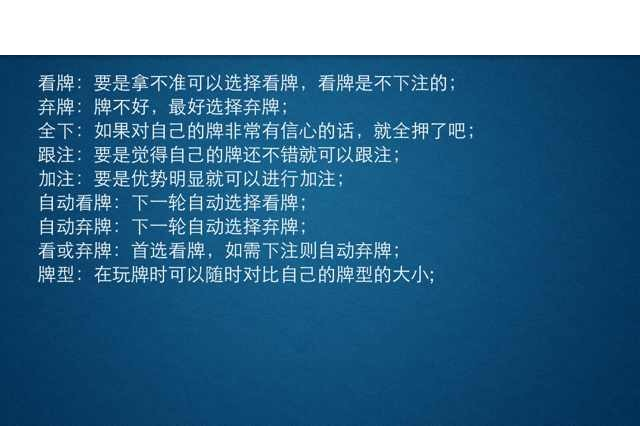 看牌：要是拿不准可以选择看牌，看牌是不下注的；
弃牌：牌不好，最好选择弃牌；
全下：如果对自己的牌非常有信心的话，就全押了吧；
跟注：要是觉得自己的牌还不错就可以跟注；
加注：要是优势明显就可以进行加注；
自动看牌：下一轮自动选择看牌；
自动弃牌：下一轮自动选择弃牌；
看或弃牌：首选看牌，如需下注则自动弃牌；
牌型：在玩牌时可以随时对比自己的牌型的大小;